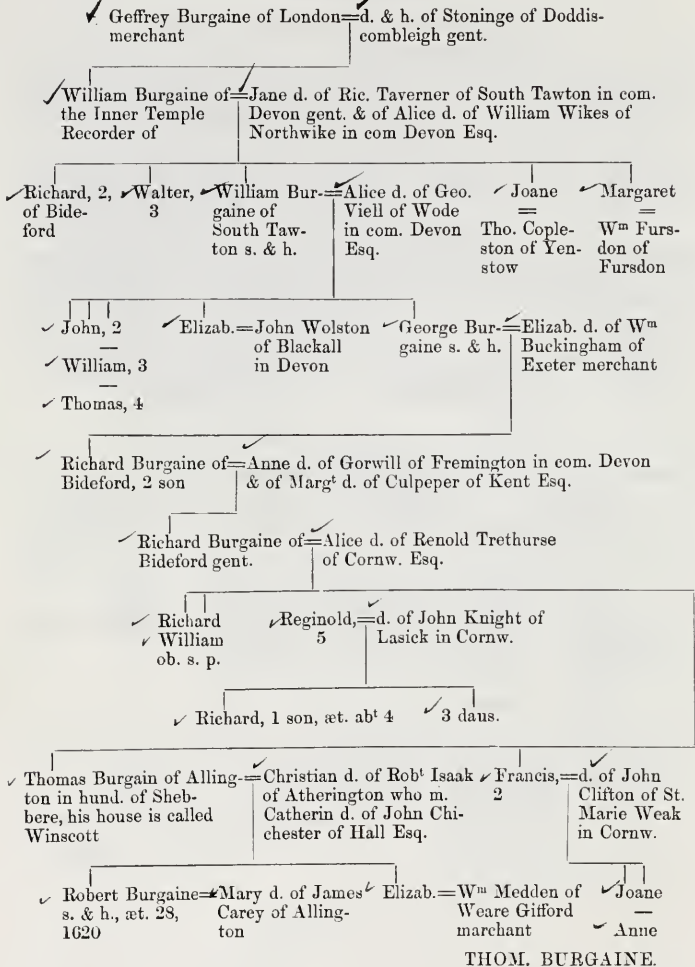 Geffrey Burgaine of London=d. & h. of Stoninge of Doddis-
merchant combleigh gent.
William Burgaine of=Jane d. of Ric. Taverner of South Tawton in com.
the Inner Temple Devon gent. & of Alice d. of William Wikes of
Recorder of Northwike in com Devon Esq.
Richard, 2, Walter, William Bur-=Alice d. of Geo. Joane Margaret
of Bide- 3 gaine of Viell of Wode = =
ford South Taw- in com. Devon Tho. Cople- Wᵐ Furs-
ton s. & h. Esq. ston of Yen- don of
stow Fursdon
John, 2 Elizab.=John Wolston George Bur-=Elizab. d. of Wᵐ
— of Blackall gaine s. & h. Buckingham of
William, 3 in Devon Exeter merchant
—
Thomas, 4
Richard Burgaine of=Anne d. of Gorwill of Fremington in com. Devon
Bideford, 2 son & of Margᵗ d. of Culpeper of Kent Esq.
Richard Burgaine of=Alice d. of Renold Trethurse
Bideford gent. of Cornw. Esq.
Richard Reginold,=d. of John Knight of
William 5 Lasick in Cornw.
ob. s. p.
Richard, 1 son, æt. abᵗ 4 3 daus.
Thomas Burgain of Alling-=Christian d. of Robᵗ Isaak Francis,=d. of John
ton in hund. of Sheb- of Atherington who m. 2 Clifton of St.
bere, his house is called Catherin d. of John Chi- Marie Weak
Winscott chester of Hall Esq. in Cornw.
Robert Burgaine=Mary d. of James Elizab.=Wᵐ Medden of Joane
s. & h., æt. 28, Carey of Alling- Weare Gifford —
1620 ton marchant Anne
THOM. BURGAINE.